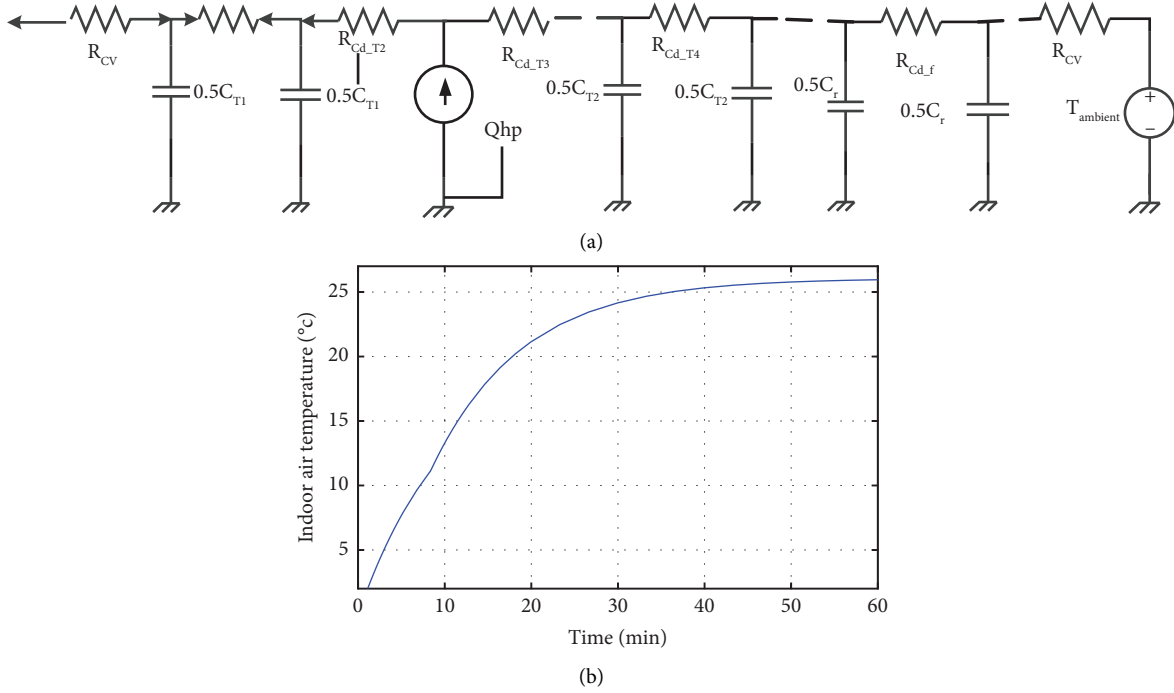 R_CV
0.5C_T1
R_Cd_T2
0.5C_T1
Qhp
R_Cd_T3
0.5C_T2
R_Cd_T4
0.5C_T2
0.5C_r
R_Cd_f
0.5C_r
R_CV
T_ambient
+
−
(a)
Indoor air temperature (°c)
25
20
15
10
5
0 10 20 30 40 50 60
Time (min)
(b)